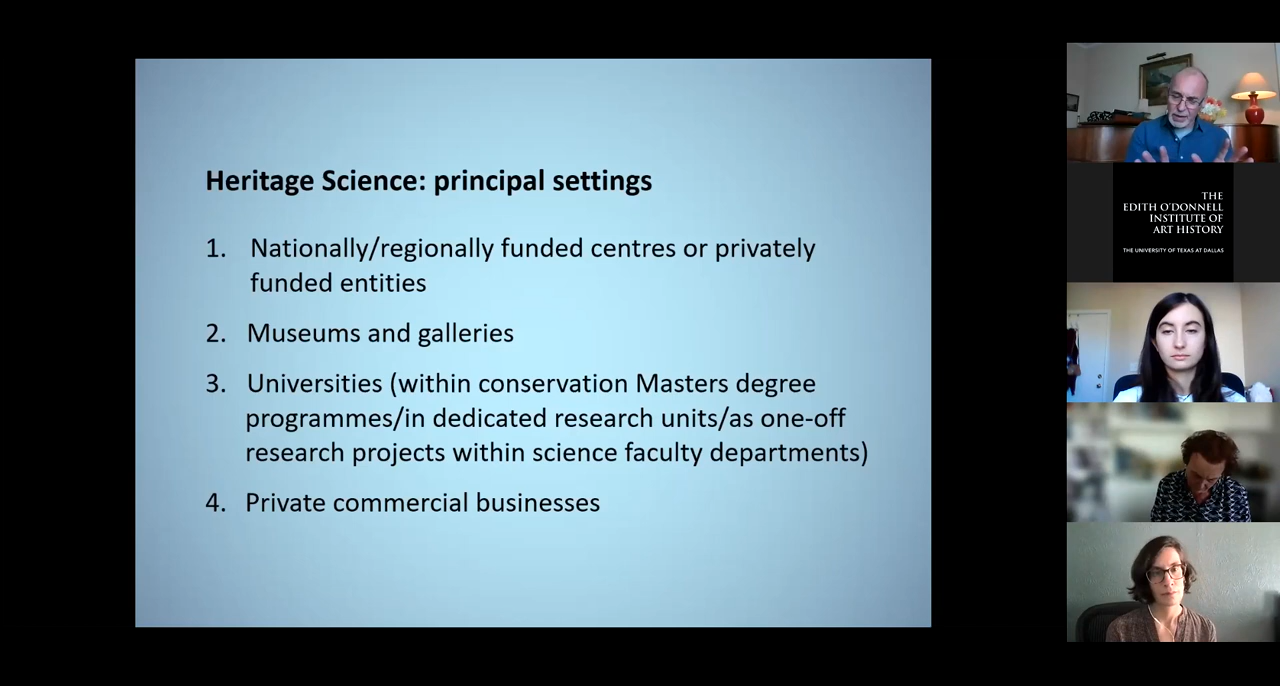 Heritage Science: principal settings
1. Nationally/regionally funded centres or privately
funded entities
2. Museums and galleries
3. Universities (within conservation Masters degree
programmes/in dedicated research units/as one-off
research projects within science faculty departments)
4. Private commercial businesses
THE
EDITH O'DONNELL
INSTITUTE OF
ART HISTORY
THE UNIVERSITY OF TEXAS AT DALLAS